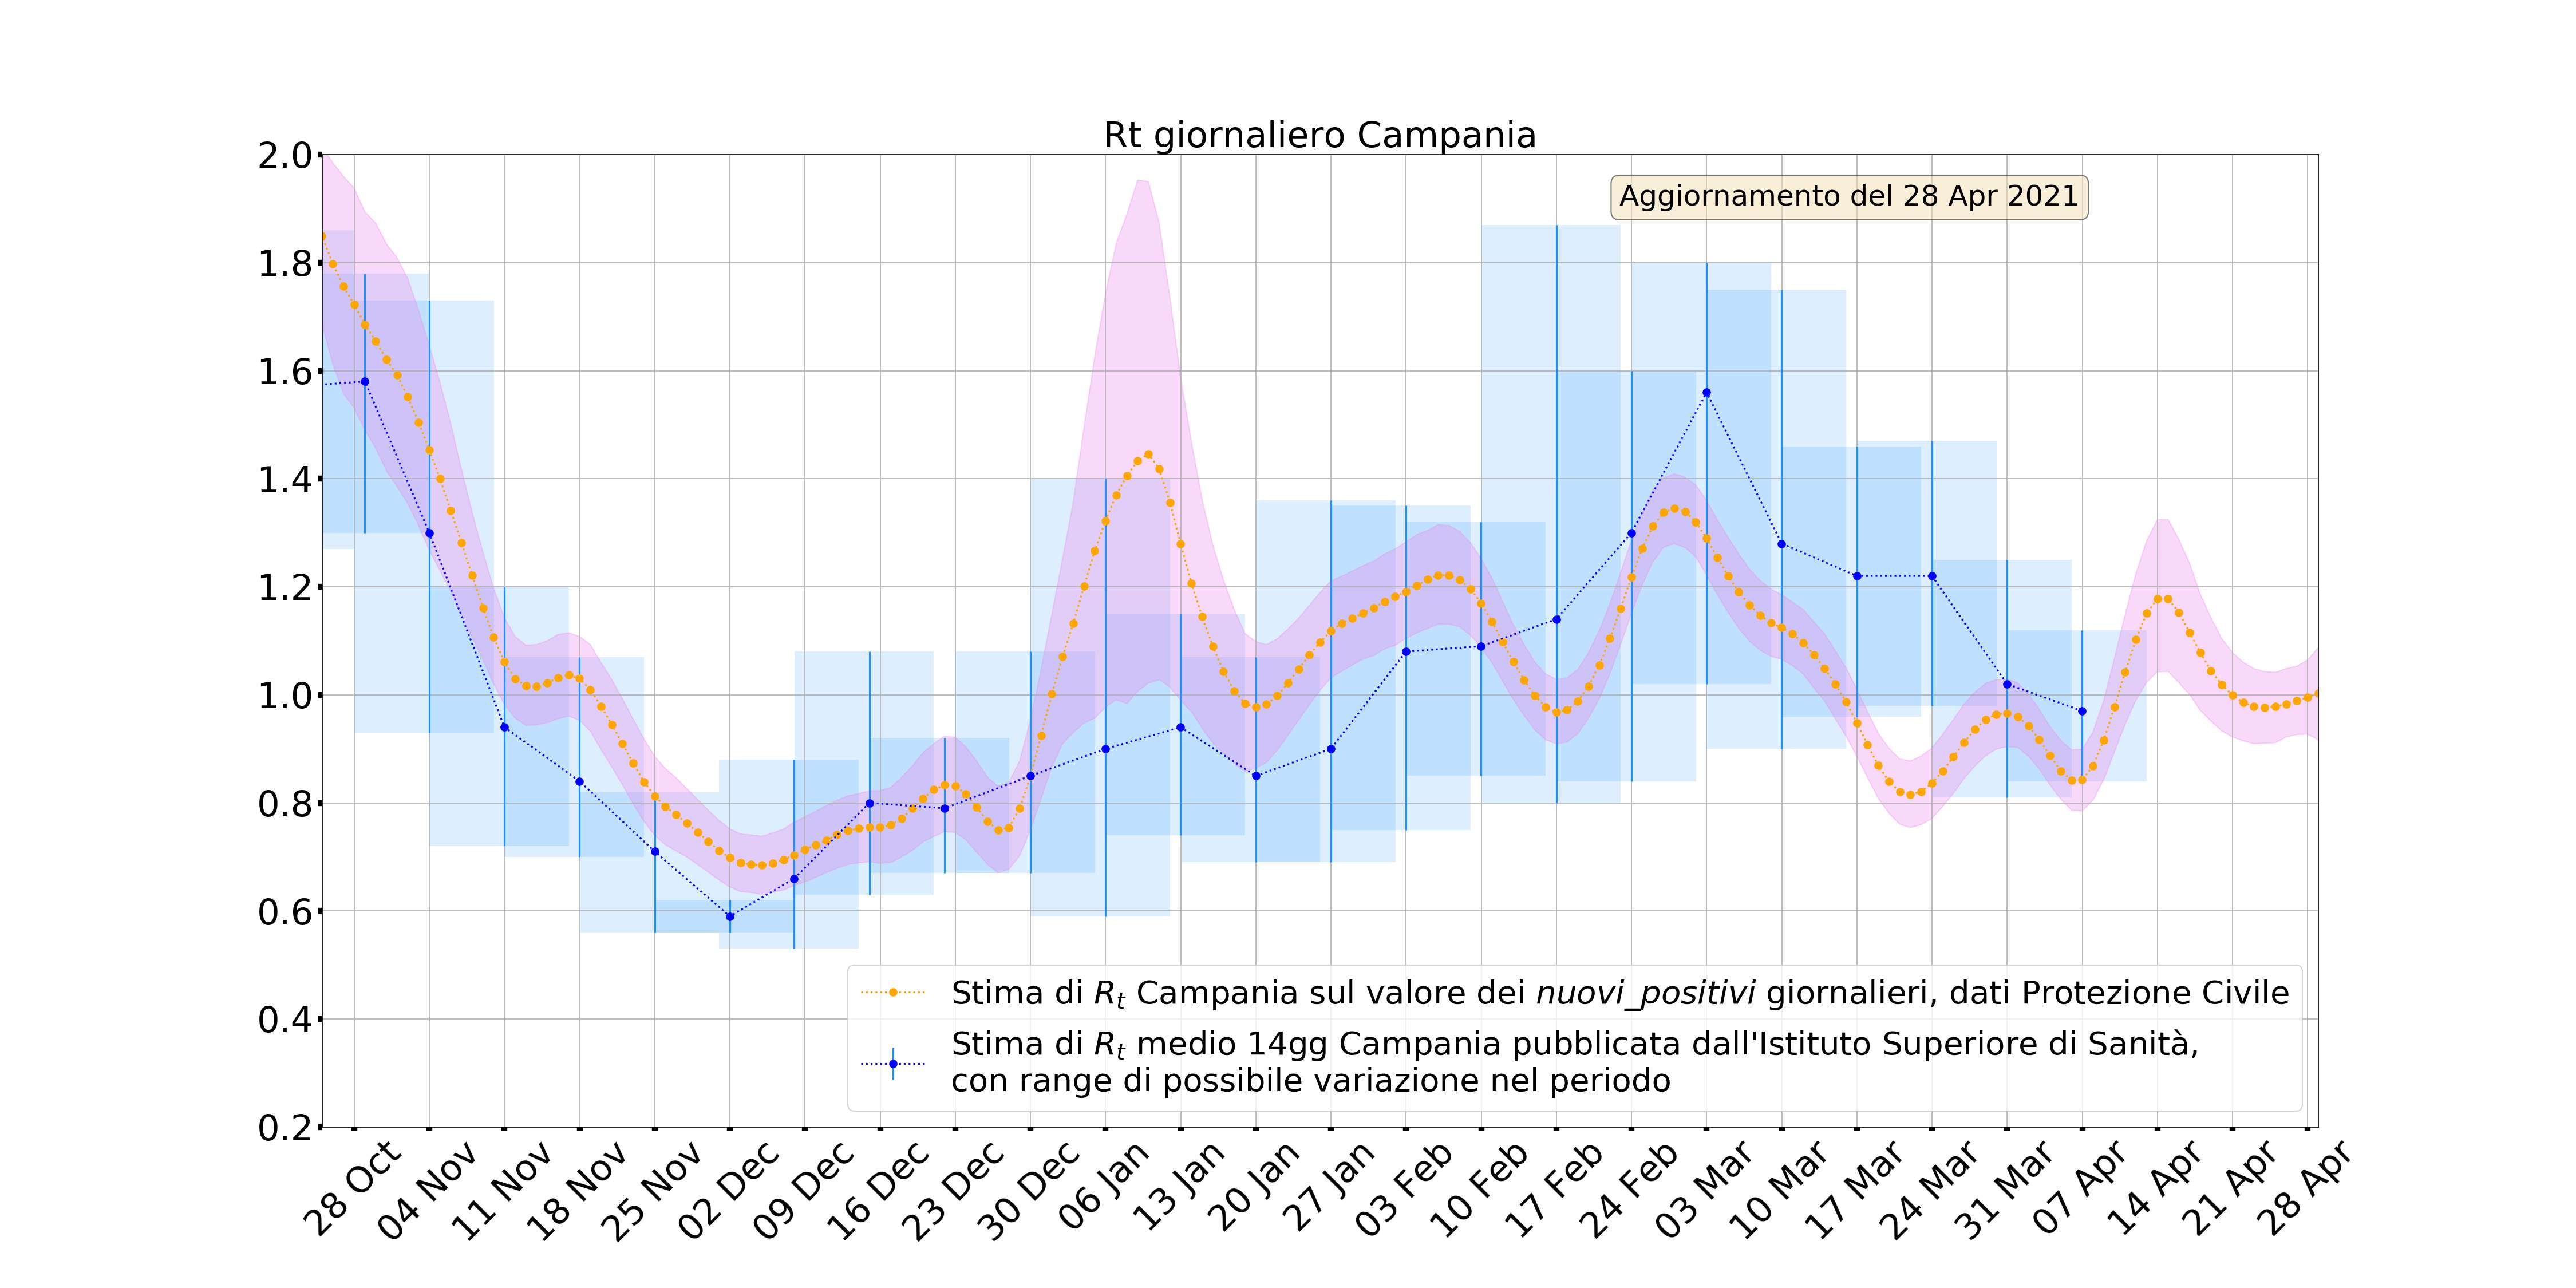 Rt giornaliero Campania
Aggiornamento del 28 Apr 2021
2.0
1.8
1.6
1.4
1.2
1.0
0.8
0.6
0.4
0.2
Stima di Rt Campania sul valore dei nuovi_positivi giornalieri, dati Protezione Civile
Stima di Rt medio 14gg Campania pubblicata dall'Istituto Superiore di Sanità,
con range di possibile variazione nel periodo
28 Oct
04 Nov
11 Nov
18 Nov
25 Nov
02 Dec
09 Dec
16 Dec
23 Dec
30 Dec
06 Jan
13 Jan
20 Jan
27 Jan
03 Feb
10 Feb
17 Feb
24 Feb
03 Mar
10 Mar
17 Mar
24 Mar
31 Mar
07 Apr
14 Apr
21 Apr
28 Apr